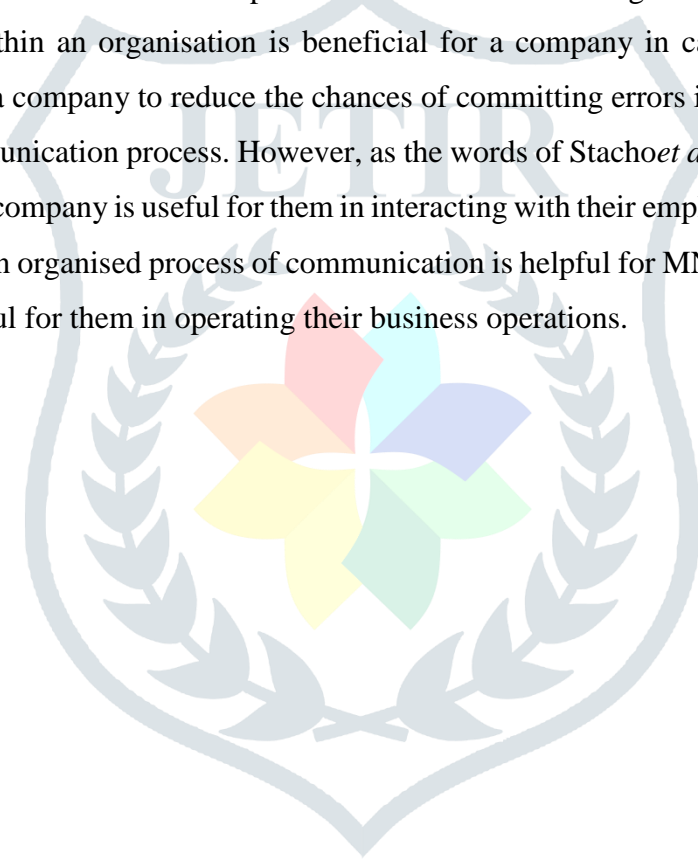 thin an organisation is beneficial for a company in ca
a company to reduce the chances of committing errors i
unication process. However, as the words of Stachoet a
company is useful for them in interacting with their emp
n organised process of communication is helpful for MN
ul for them in operating their business operations.
JETIR